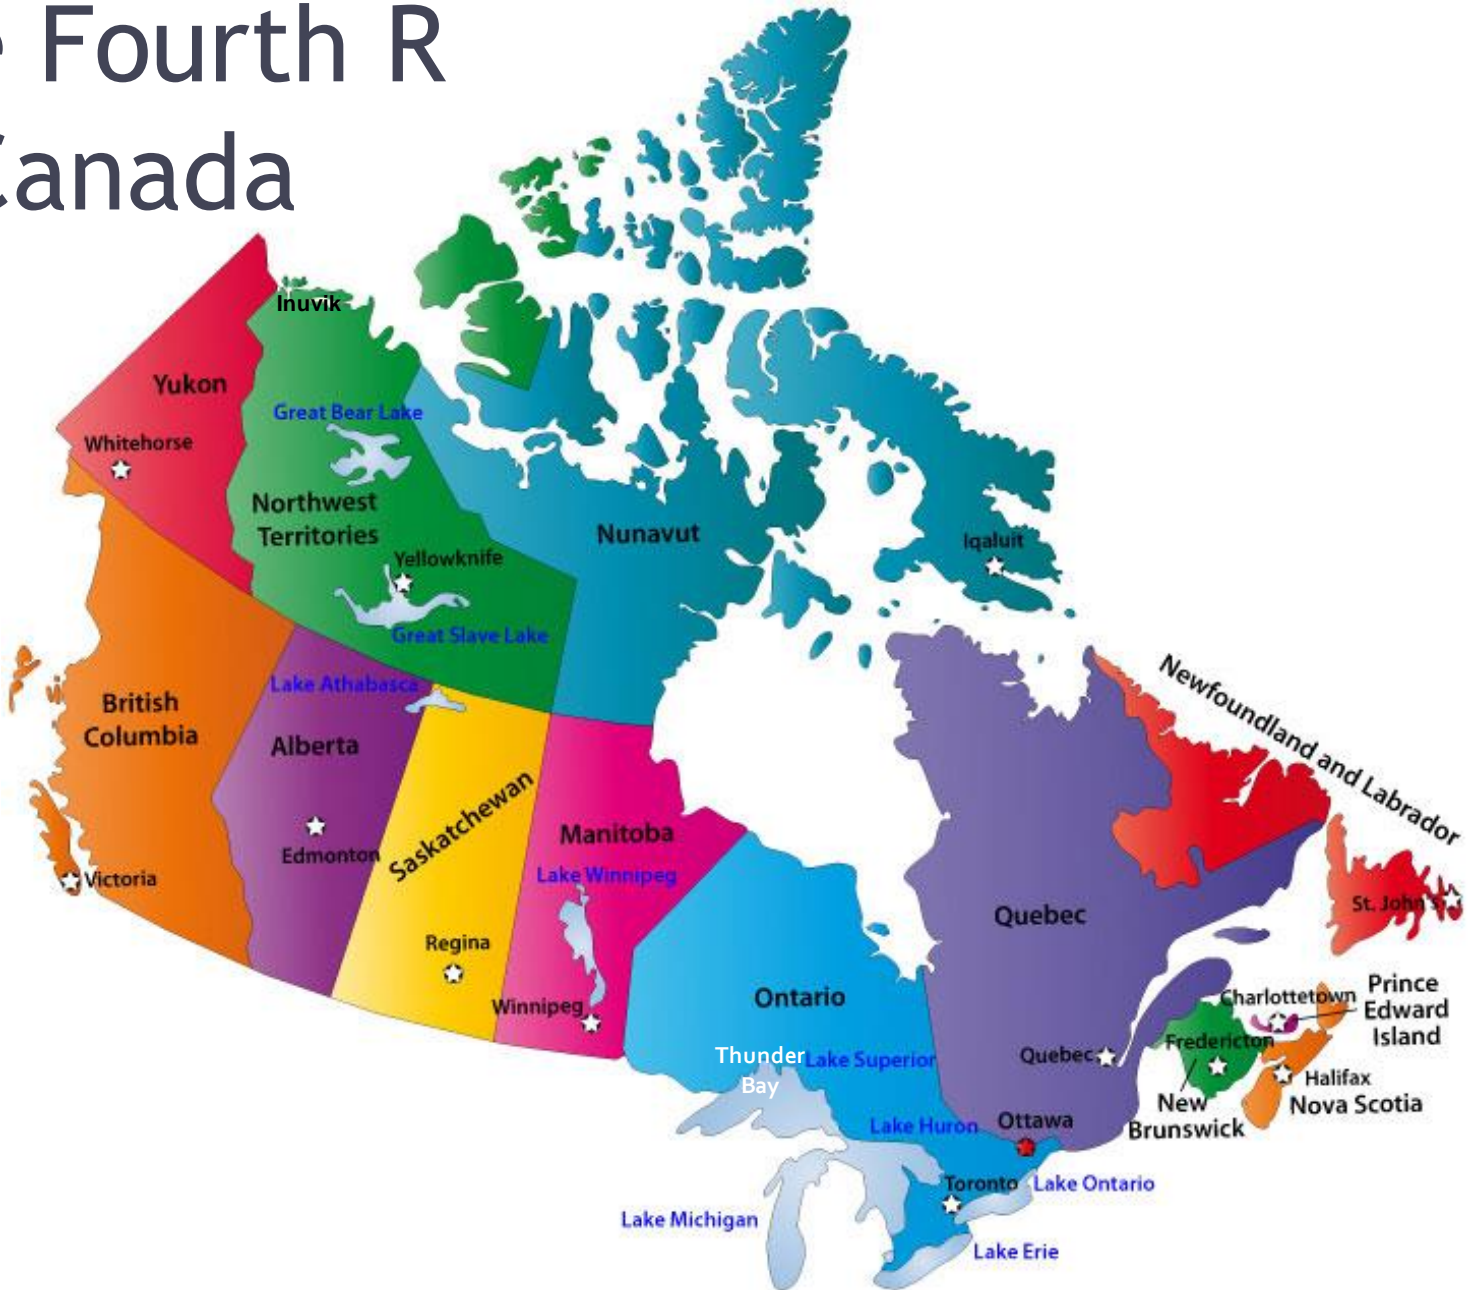 e Fourth R
Canada
Inuvik
Yukon
Great Bear Lake
Whitehorse
Northwest
Territories
Nunavut
Iqaluit
Yellowknife
Great Slave Lake
Newfoundland and Labrador
Lake Athabasca
British
Columbia
Alberta
Saskatchewan
Manitoba
Edmonton
Lake Winnipeg
Victoria
St. John's
Quebec
Regina
Winnipeg
Ontario
Charlottetown
Prince
Edward
Island
Fredericton
Thunder
Bay
Lake Superior
Quebec
Halifax
New
Brunswick
Nova Scotia
Lake Huron
Ottawa
Toronto
Lake Ontario
Lake Michigan
Lake Erie